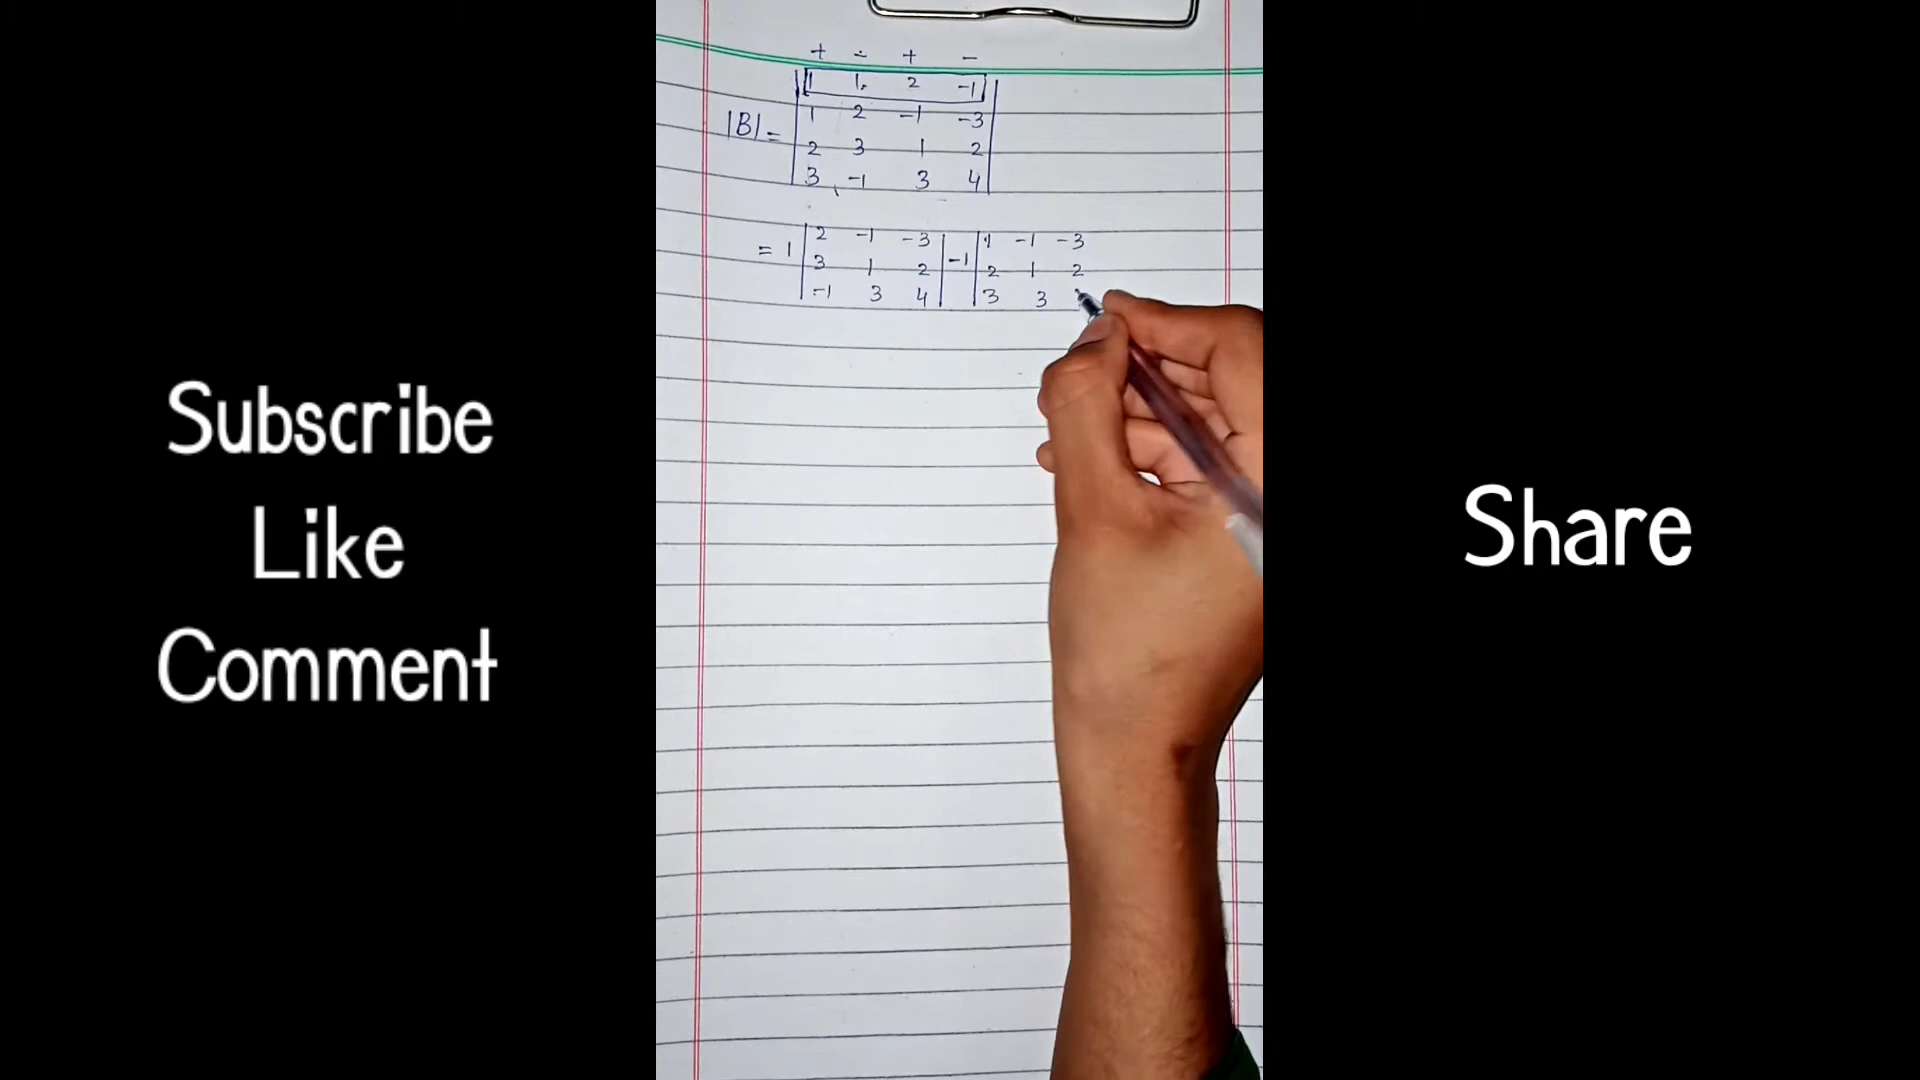 + - + -
1 1 2 -1
|B| = 1 2 -1 -3
2 3 1 2
3 -1 3 4
= 1 | 2 -1 -3 | -1 | 1 -1 -3
3 1 2 | 2 1 2
-1 3 4 | 3 3
Subscribe
Like
Comment
Share